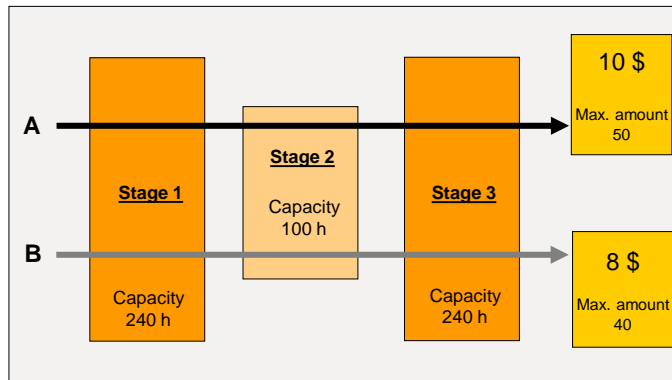 A
B
Stage 1
Capacity
240 h
Stage 2
Capacity
100 h
Stage 3
Capacity
240 h
10 $
Max. amount
50
8 $
Max. amount
40